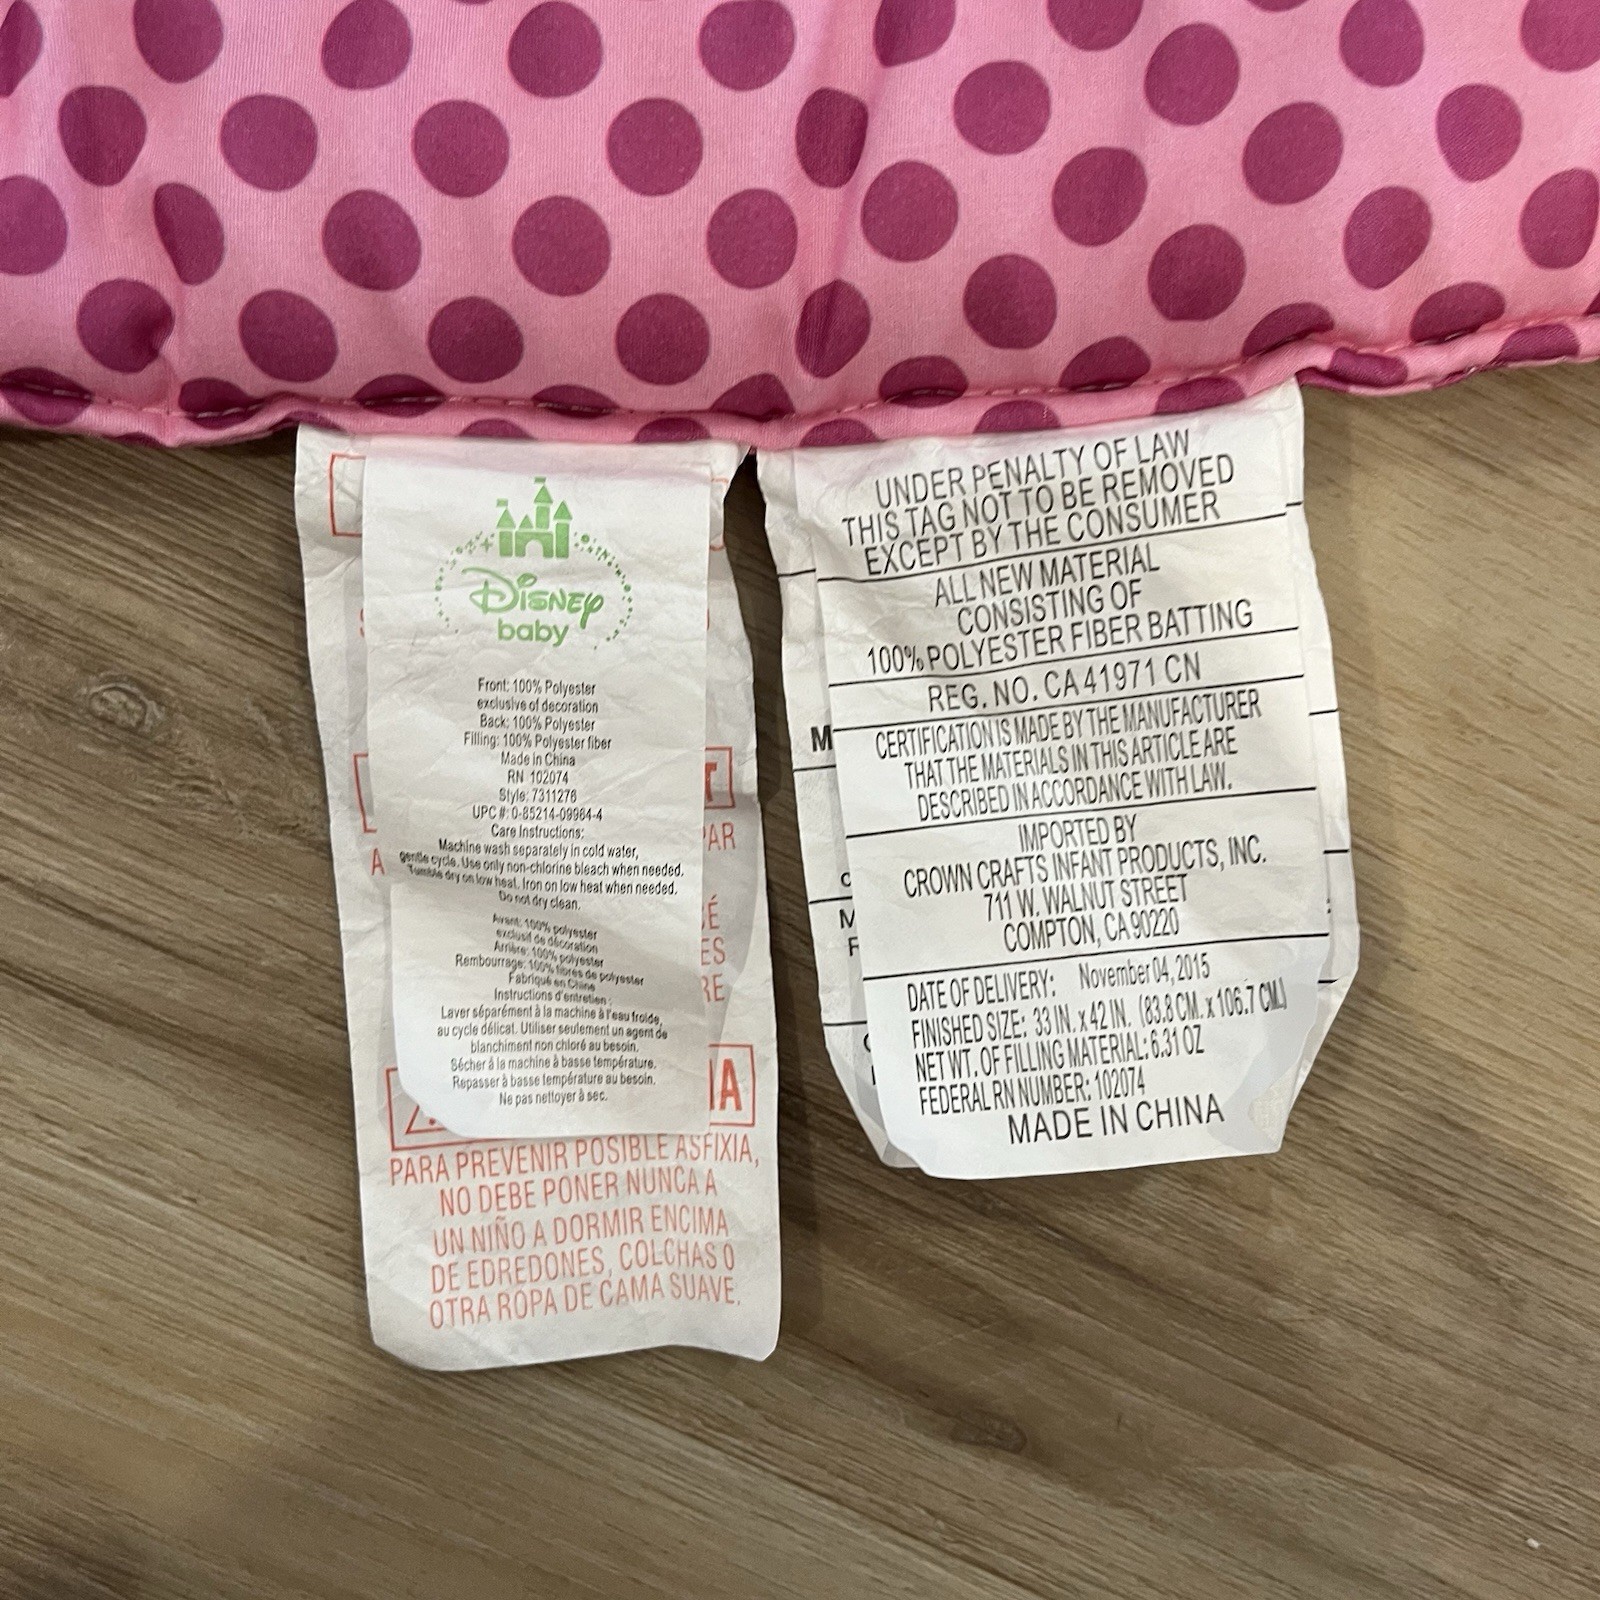 Disney
baby
Front: 100% Polyester
exclusive of decoration
Back: 100% Polyester
Filling: 100% Polyester fiber
Made in China
RN 102074
Style: 7311276
UPC #: 0-85214-09964-4
Care Instructions:
Machine wash separately in cold water,
gentle cycle. Use only non-chlorine bleach when needed.
Tumble dry on low heat. Iron on low heat when needed.
Do not dry clean.
Avant: 100% polyester
exclusif de décoration
Arrière: 100% polyester
Rembourrage: 100% fibres de polyester
Fabriqué en Chine
Instructions d'entretien :
Laver séparément à la machine à l'eau froide,
au cycle délicat. Utiliser seulement un agent de
blanchiment non chloré au besoin.
Sécher à la machine à basse température.
Repasser à basse température au besoin.
Ne pas nettoyer à sec.
PARA PREVENIR POSIBLE ASFIXIA,
NO DEBE PONER NUNCA A
UN NIÑO A DORMIR ENCIMA
DE EDREDONES, COLCHAS O
OTRA ROPA DE CAMA SUAVE.
UNDER PENALTY OF LAW
THIS TAG NOT TO BE REMOVED
EXCEPT BY THE CONSUMER
ALL NEW MATERIAL
CONSISTING OF
100% POLYESTER FIBER BATTING
REG. NO. CA 41971 CN
CERTIFICATION IS MADE BY THE MANUFACTURER
THAT THE MATERIALS IN THIS ARTICLE ARE
DESCRIBED IN ACCORDANCE WITH LAW.
IMPORTED BY
CROWN CRAFTS INFANT PRODUCTS, INC.
711 W. WALNUT STREET
COMPTON, CA 90220
DATE OF DELIVERY: November 04, 2015
FINISHED SIZE: 33 IN. x 42 IN. (83.8 CM. x 106.7 CM.)
NET WT. OF FILLING MATERIAL: 6.31 OZ
FEDERAL RN NUMBER: 102074
MADE IN CHINA